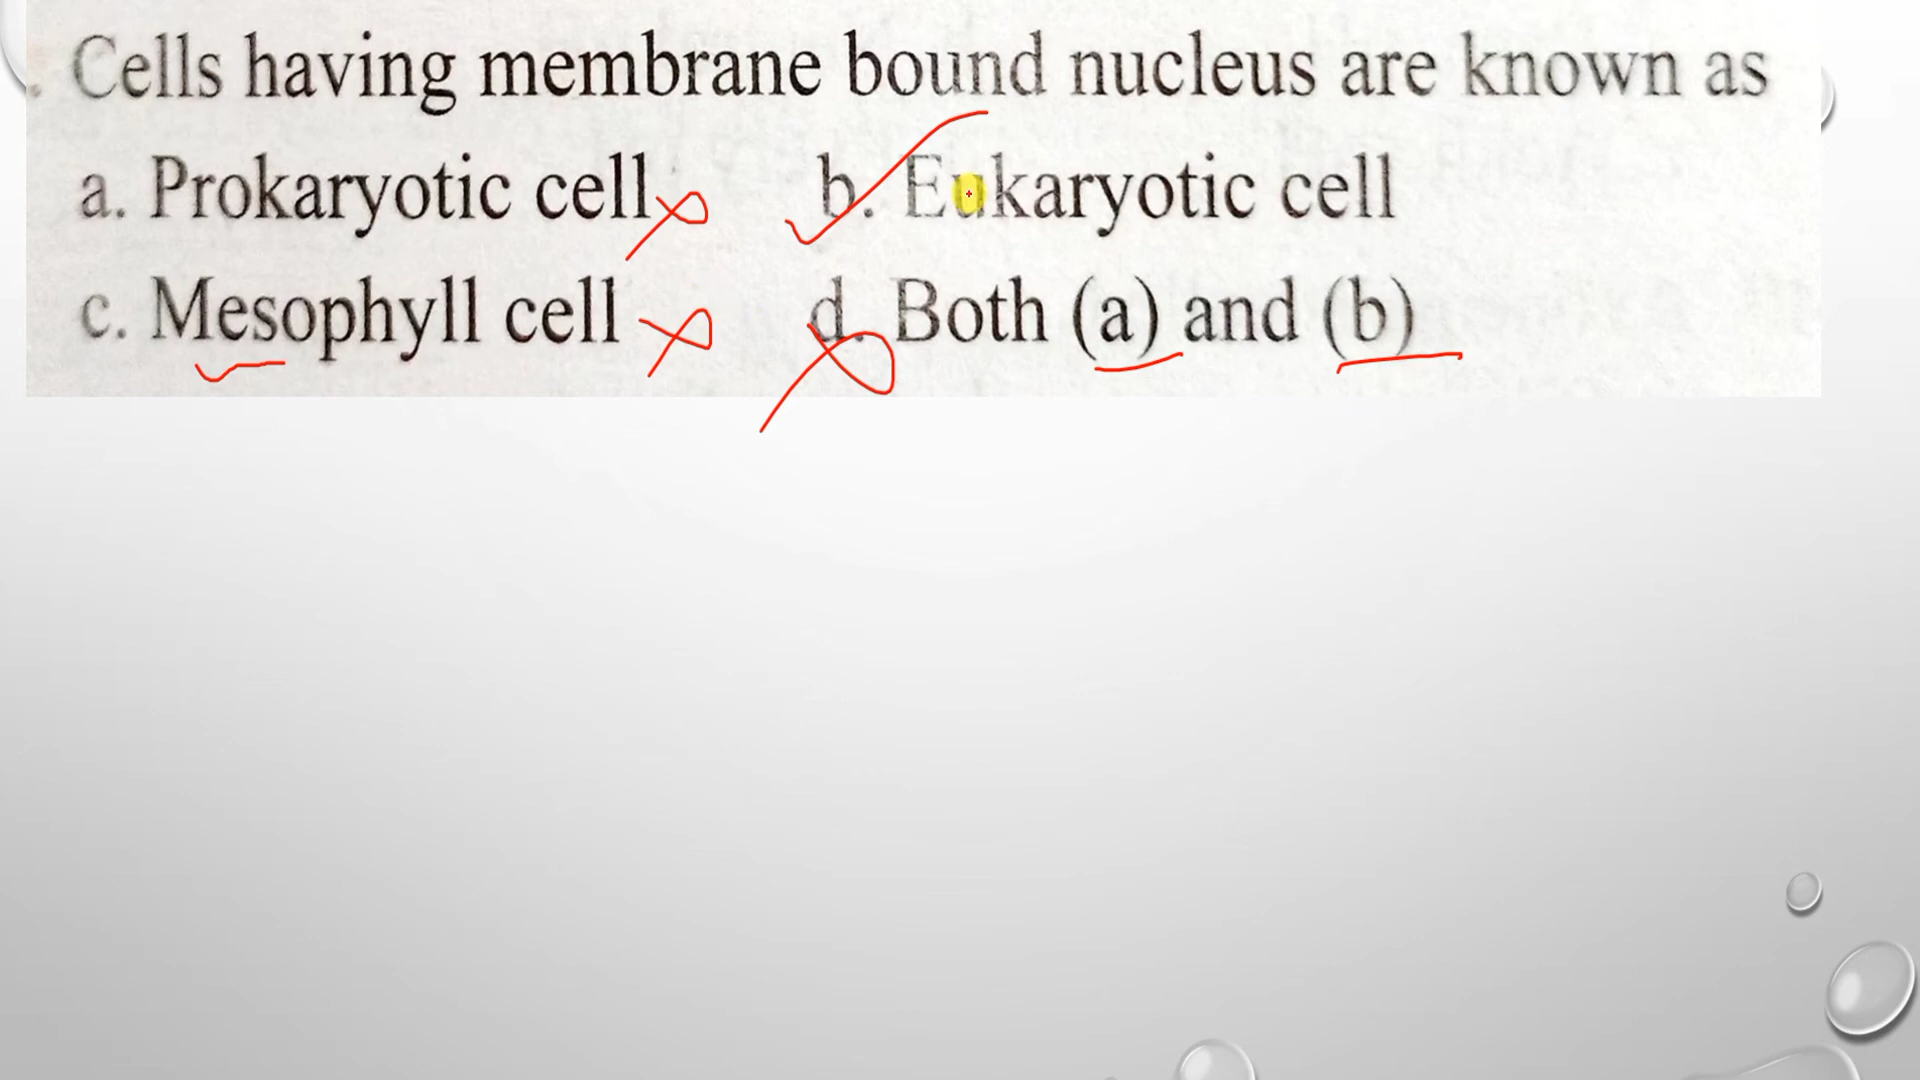 Cells having membrane bound nucleus are known as
a. Prokaryotic cell b. Eukaryotic cell
c. Mesophyll cell d. Both (a) and (b)